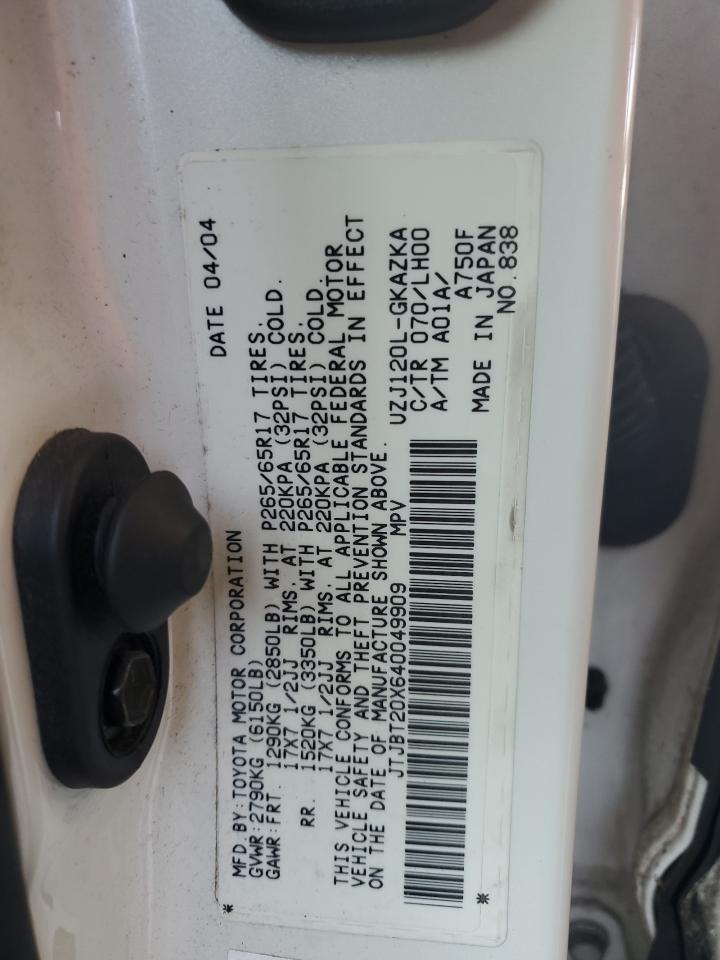 MFD.BY:TOYOTA MOTOR CORPORATION DATE 04/04
GVWR:2790KG (6150LB)
GAWR:FRT. 1290KG (2850LB) WITH P265/65R17 TIRES,
17X7 1/2JJ RIMS, AT 220KPA (32PSI) COLD.
RR. 1520KG (3350LB) WITH P265/65R17 TIRES,
17X7 1/2JJ RIMS, AT 220KPA (32PSI) COLD.
THIS VEHICLE CONFORMS TO ALL APPLICABLE FEDERAL MOTOR
VEHICLE SAFETY AND THEFT PREVENTION STANDARDS IN EFFECT
ON THE DATE OF MANUFACTURE SHOWN ABOVE.
JTJBT20X640049909 MPV UZJ120L-GKAZKA
C/TR 070/LH00
A/TM A01A/
A750F
MADE IN JAPAN
* * NO.838